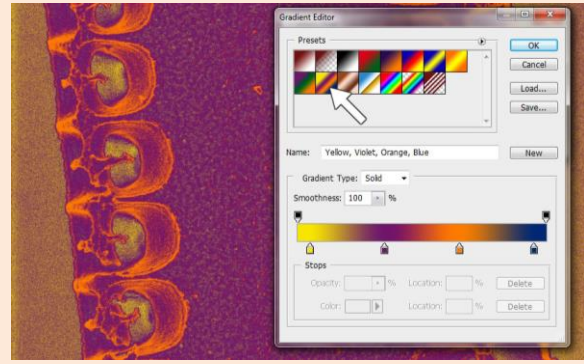 Gradient Editor
Presets
OK
Cancel
Load...
Save...
Name: Yellow, Violet, Orange, Blue
New
Gradient Type: Solid
Smoothness: 100 %
Stops
Opacity: % Location: % Delete
Color: Location: % Delete